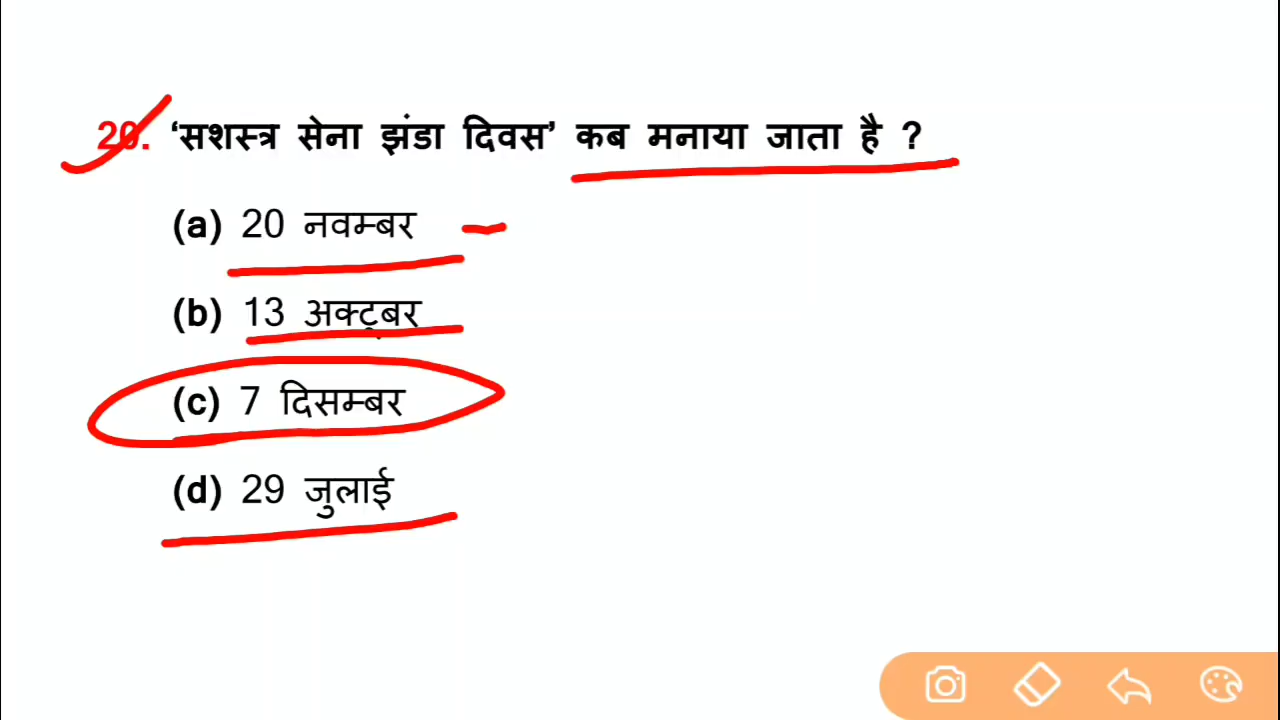 20. ‘सशस्त्र सेना झंडा दिवस’ कब मनाया जाता है ?
(a) 20 नवम्बर
(b) 13 अक्टूबर
(c) 7 दिसम्बर
(d) 29 जुलाई